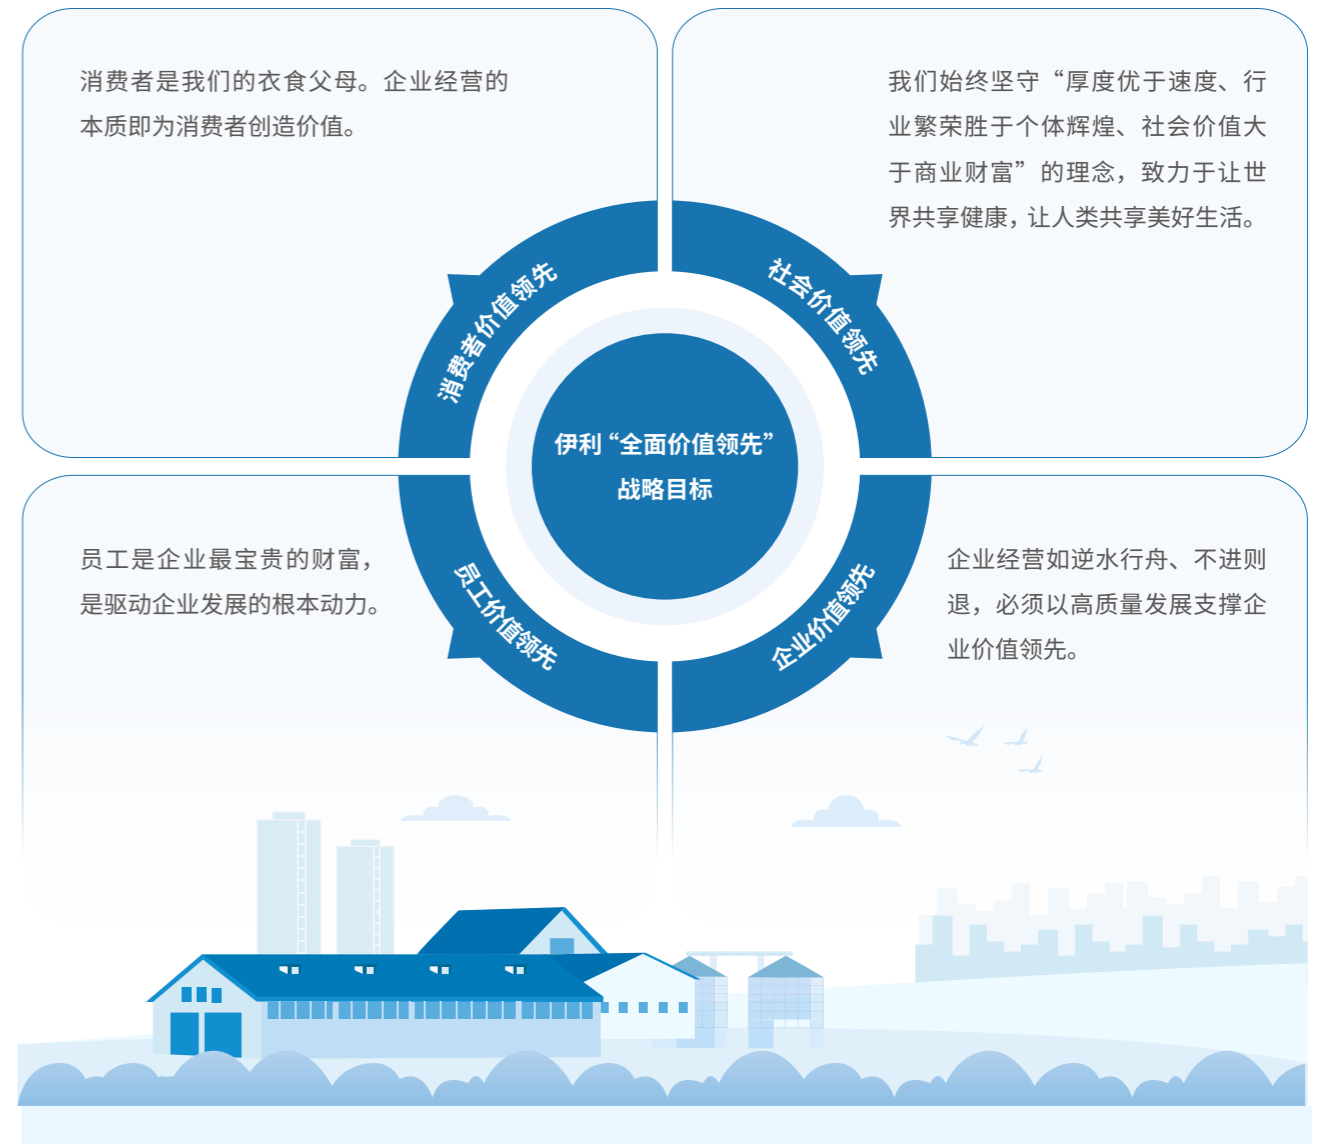 消费者是我们的衣食父母。企业经营的
本质即为消费者创造价值。
我们始终坚守“厚度优于速度、行
业繁荣胜于个体辉煌、社会价值大
于商业财富”的理念，致力于让世
界共享健康，让人类共享美好生活。
消费者价值领先
社会价值领先
伊利“全面价值领先”
战略目标
员工价值领先
企业价值领先
员工是企业最宝贵的财富，
是驱动企业发展的根本动力。
企业经营如逆水行舟、不进则
退，必须以高质量发展支撑企
业价值领先。